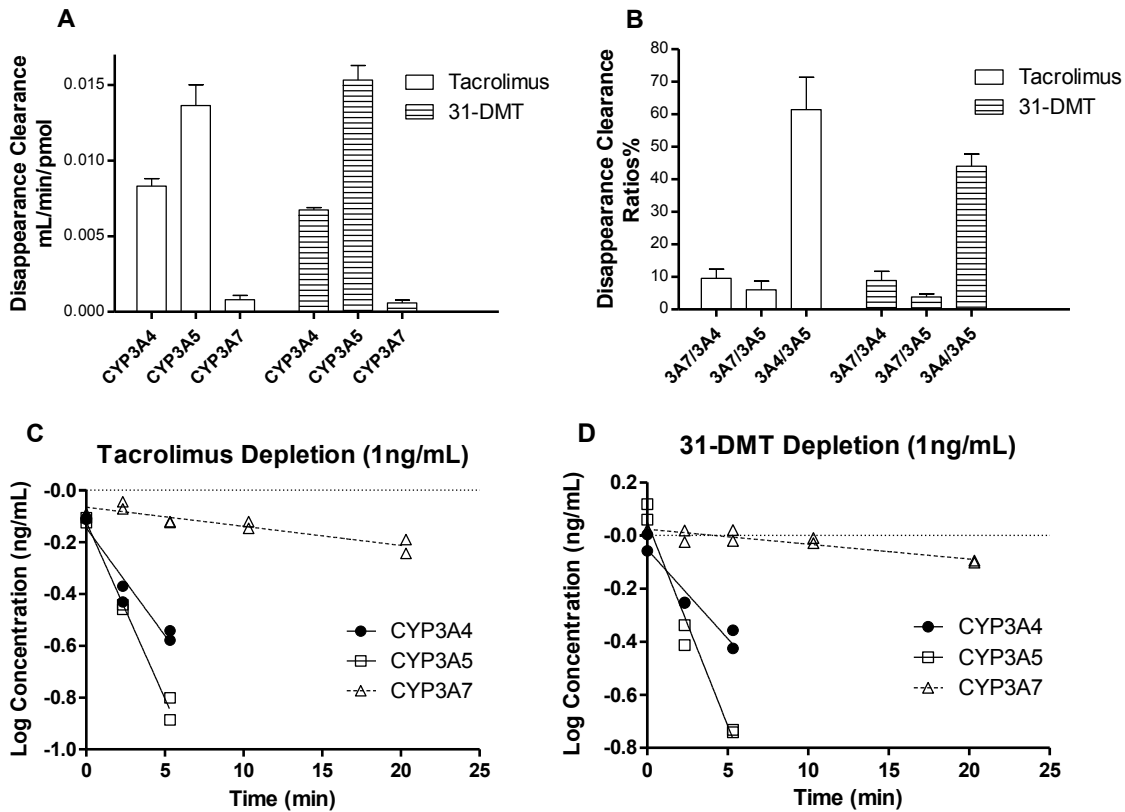 A
Disappearance Clearance
mL/min/pmol
0.015
0.010
0.005
0.000
Tacrolimus
31-DMT
CYP3A4
CYP3A5
CYP3A7
CYP3A4
CYP3A5
CYP3A7
B
Disappearance Clearance
Ratios%
80
70
60
50
40
30
20
10
0
Tacrolimus
31-DMT
3A7/3A4
3A7/3A5
3A4/3A5
3A7/3A4
3A7/3A5
3A4/3A5
C
Tacrolimus Depletion (1ng/mL)
Log Concentration (ng/mL)
-0.0
-0.2
-0.4
-0.6
-0.8
-1.0
CYP3A4
CYP3A5
CYP3A7
0 5 10 15 20 25
Time (min)
D
31-DMT Depletion (1ng/mL)
Log Concentration (ng/mL)
0.2
-0.0
-0.2
-0.4
-0.6
-0.8
CYP3A4
CYP3A5
CYP3A7
0 5 10 15 20 25
Time (min)